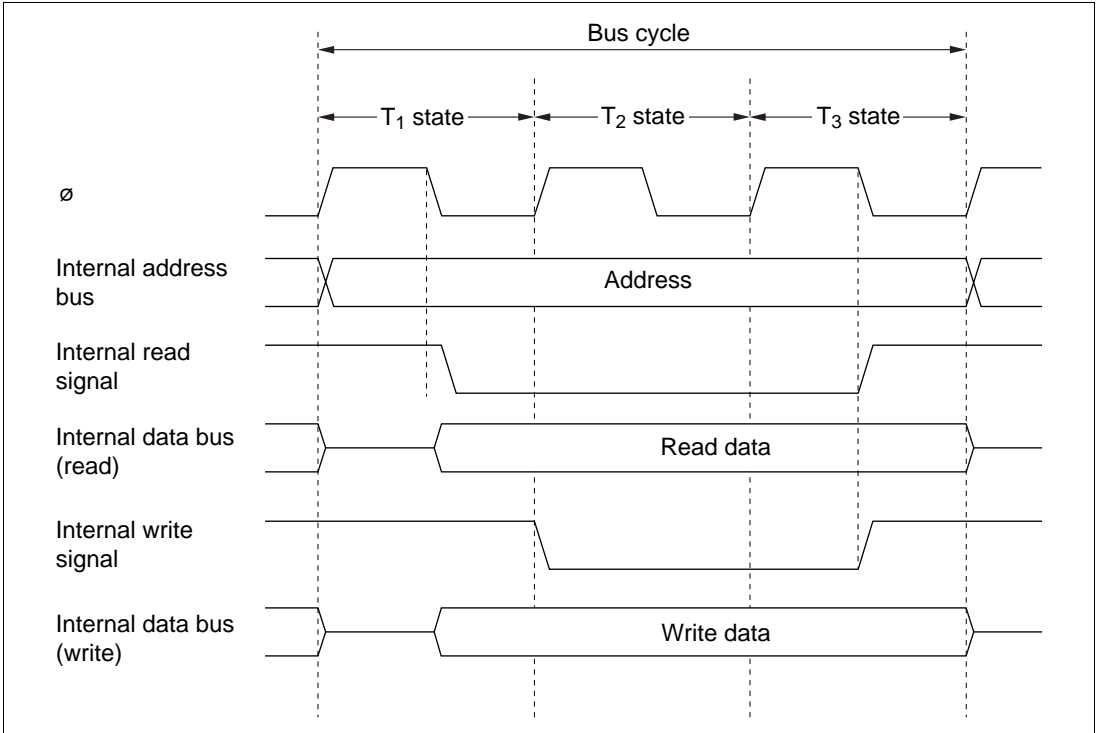 Bus cycle
T₁ state
T₂ state
T₃ state
ø
Internal address
bus
Address
Internal read
signal
Internal data bus
(read)
Read data
Internal write
signal
Internal data bus
(write)
Write data